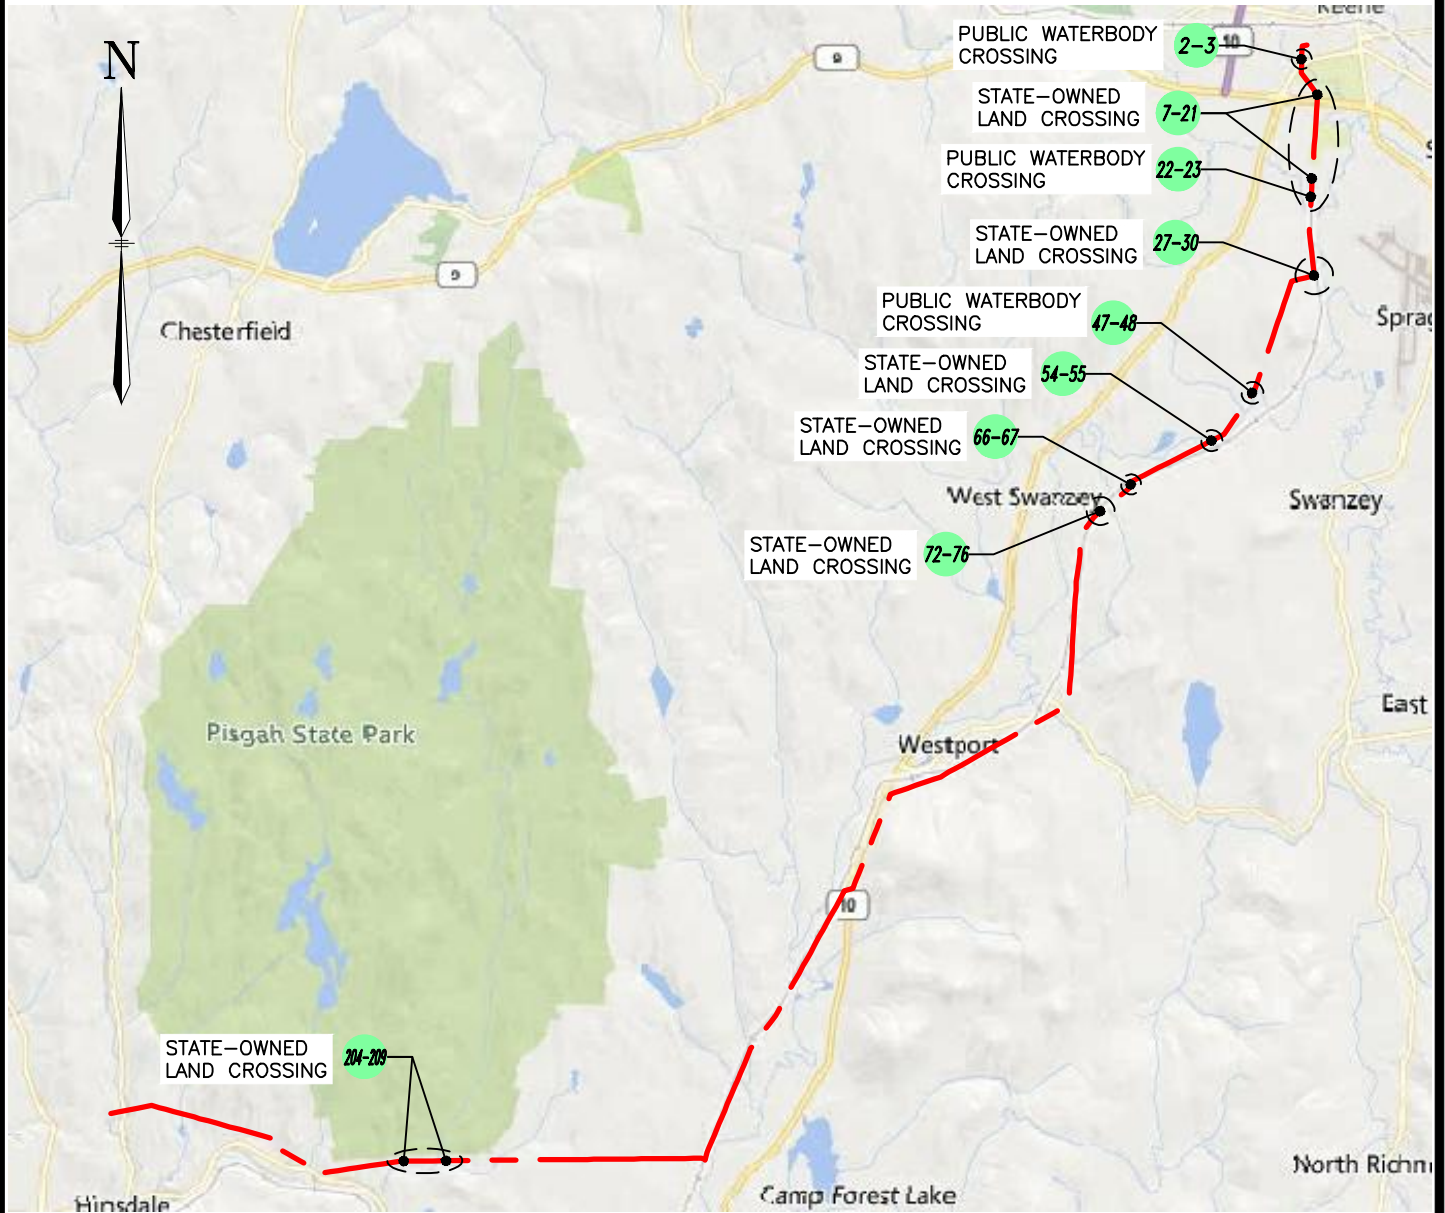 Keene
N
PUBLIC WATERBODY
CROSSING
2-3
10
9
STATE-OWNED
LAND CROSSING
7-21
PUBLIC WATERBODY
CROSSING
22-23
STATE-OWNED
LAND CROSSING
27-30
9
PUBLIC WATERBODY
CROSSING
47-48
Chesterfield
Sprag
STATE-OWNED
LAND CROSSING
54-55
STATE-OWNED
LAND CROSSING
66-67
West Swanzey
Swanzey
STATE-OWNED
LAND CROSSING
72-76
East
Pisgah State Park
Westport
10
STATE-OWNED
LAND CROSSING
204-209
North Richm
Camp Forest Lake
Hinsdale